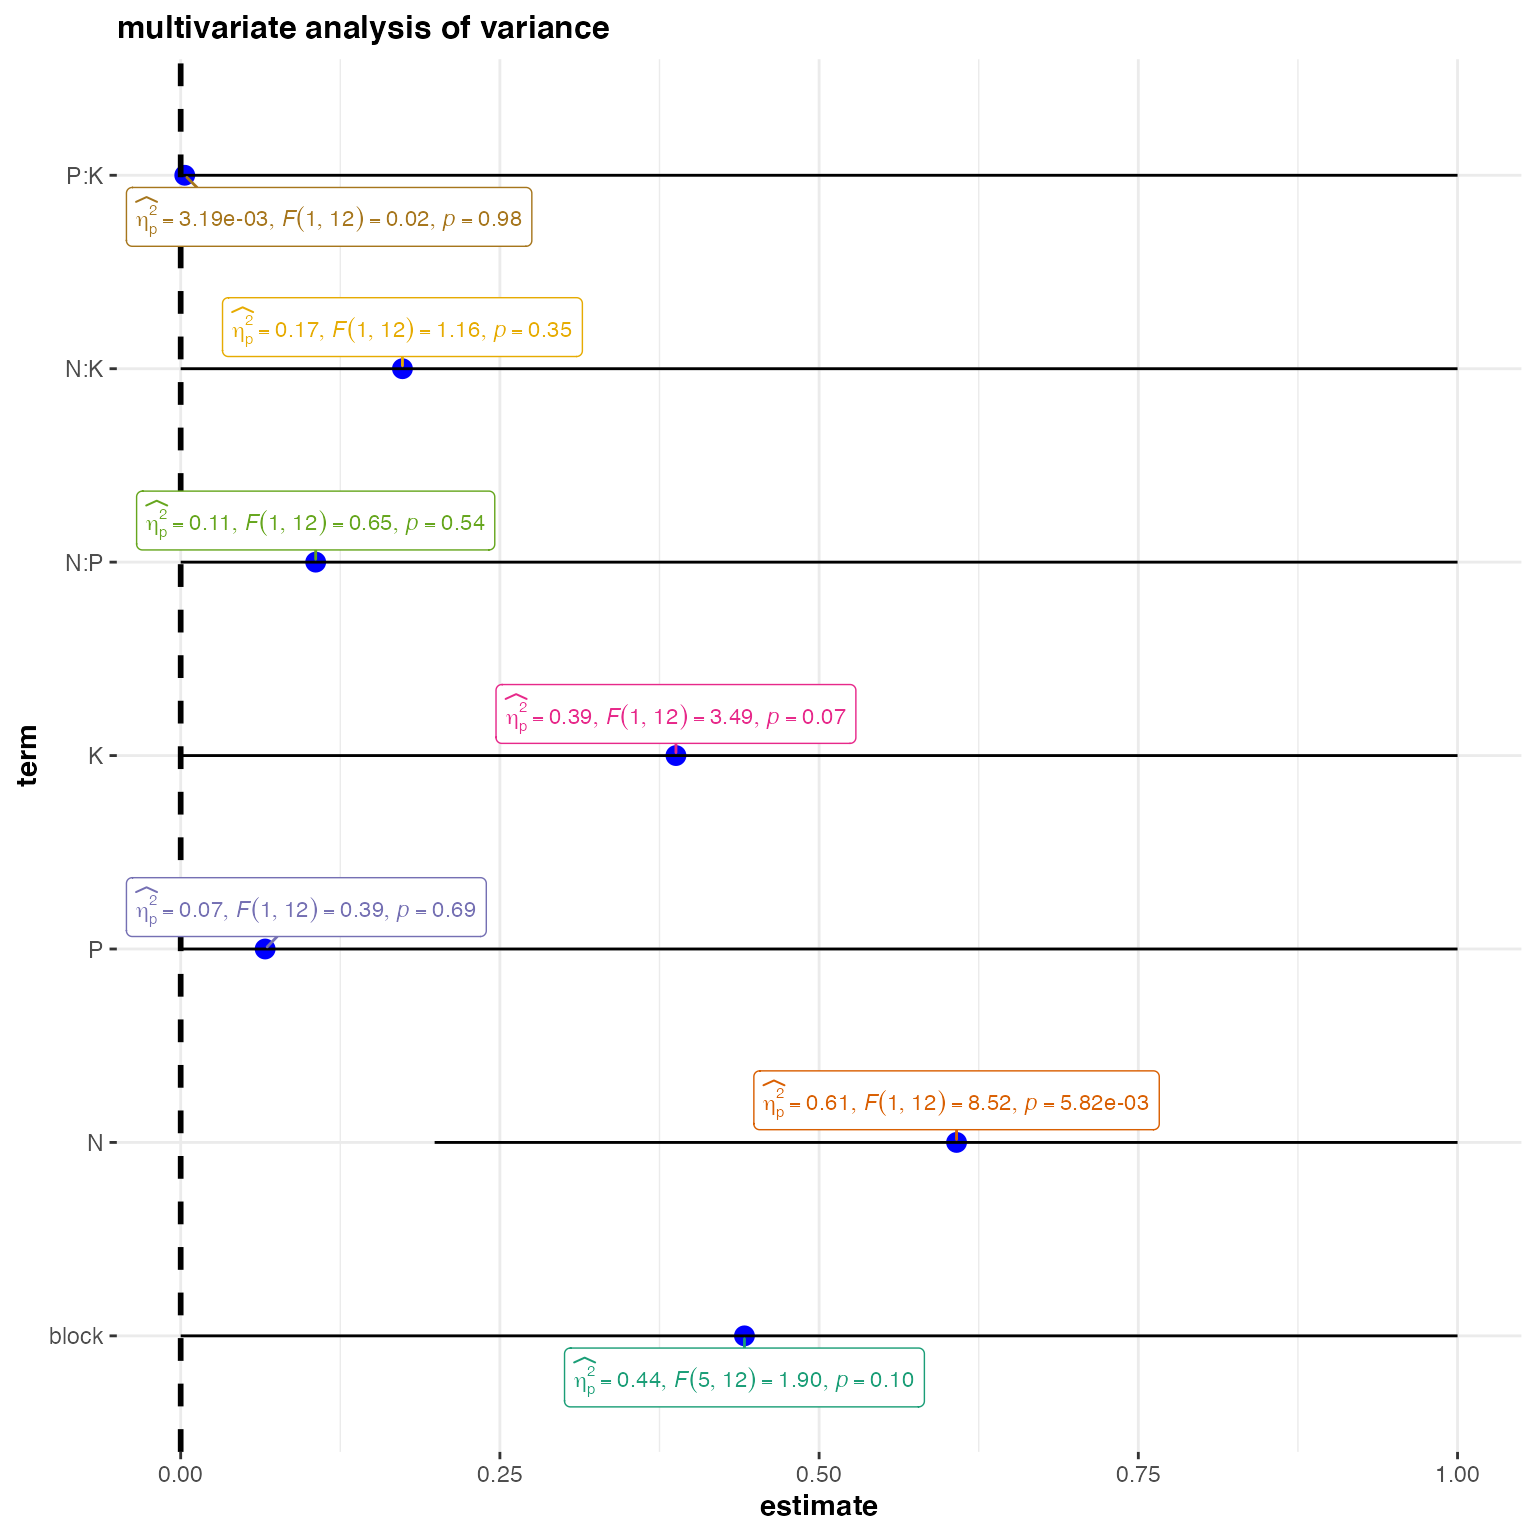 multivariate analysis of variance
P:K
η̂²ₚ = 3.19e-03, F(1, 12) = 0.02, p = 0.98
η̂²ₚ = 0.17, F(1, 12) = 1.16, p = 0.35
N:K
η̂²ₚ = 0.11, F(1, 12) = 0.65, p = 0.54
N:P
η̂²ₚ = 0.39, F(1, 12) = 3.49, p = 0.07
K
term
η̂²ₚ = 0.07, F(1, 12) = 0.39, p = 0.69
P
η̂²ₚ = 0.61, F(1, 12) = 8.52, p = 5.82e-03
N
block
η̂²ₚ = 0.44, F(5, 12) = 1.90, p = 0.10
0.00 0.25 0.50 0.75 1.00
estimate